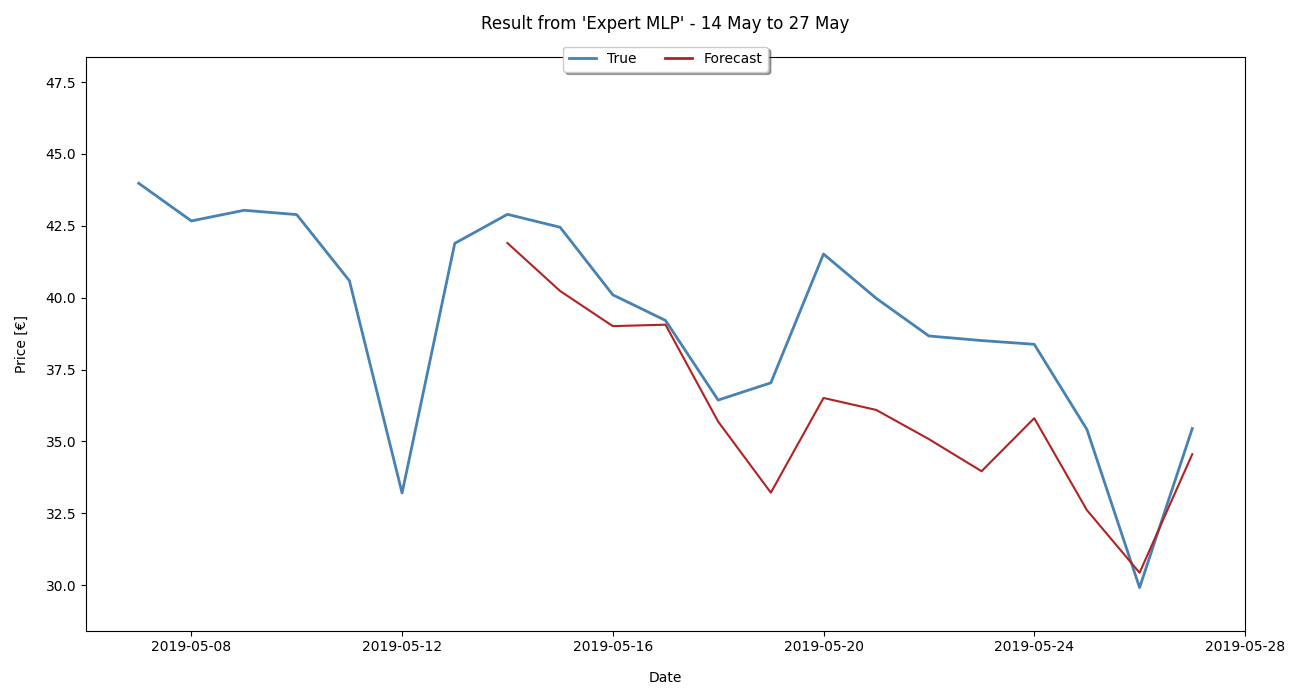 Result from 'Expert MLP' - 14 May to 27 May
True Forecast
47.5
45.0
42.5
40.0
37.5
35.0
32.5
30.0
Price [€]
2019-05-08 2019-05-12 2019-05-16 2019-05-20 2019-05-24 2019-05-28
Date